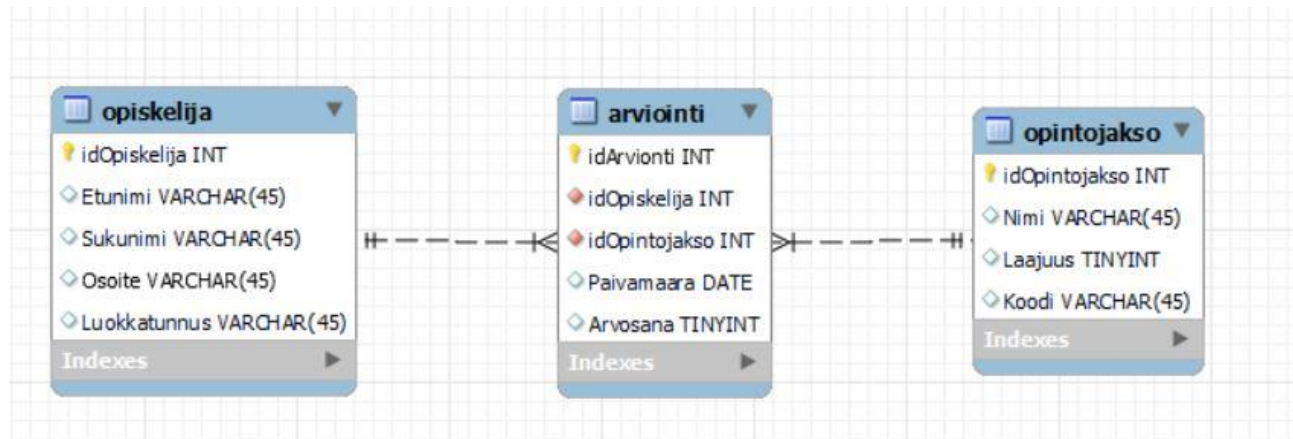 opiskelija
idOpiskelija INT
Etunimi VARCHAR(45)
Sukunimi VARCHAR(45)
Osoite VARCHAR(45)
Luokkatunnus VARCHAR(45)
Indexes
arviointi
idArvionti INT
idOpiskelija INT
idOpintojakso INT
Paivamaara DATE
Arvosana TINYINT
Indexes
opintojakso
idOpintojakso INT
Nimi VARCHAR(45)
Laajuus TINYINT
Koodi VARCHAR(45)
Indexes